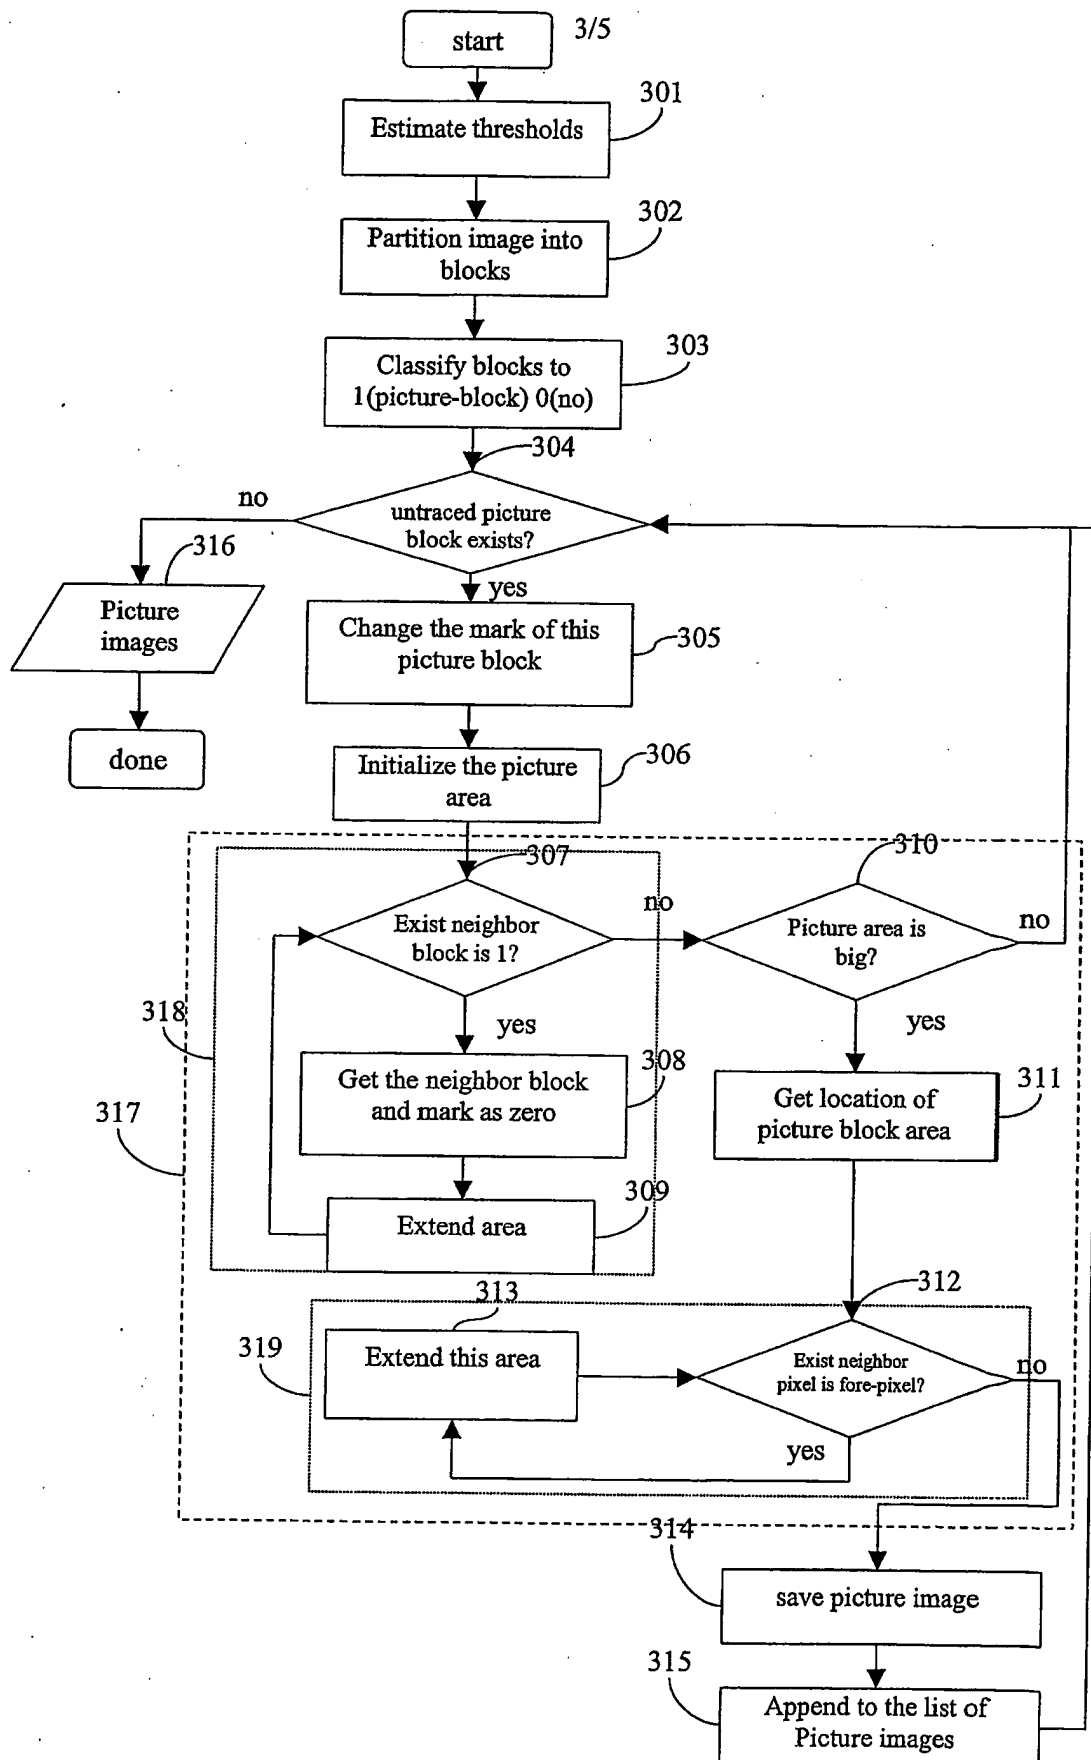 start
3/5
301
Estimate thresholds
302
Partition image into
blocks
303
Classify blocks to
1(picture-block) 0(no)
304
no
untraced picture
block exists?
316
yes
Picture
images
Change the mark of this
picture block
305
done
Initialize the picture
area
306
307
310
no
no
Exist neighbor
block is 1?
Picture area is
big?
318
yes
yes
308
Get the neighbor block
and mark as zero
311
Get location of
picture block area
317
309
Extend area
312
313
319
Extend this area
Exist neighbor
pixel is fore-pixel?
no
yes
314
save picture image
315
Append to the list of
Picture images